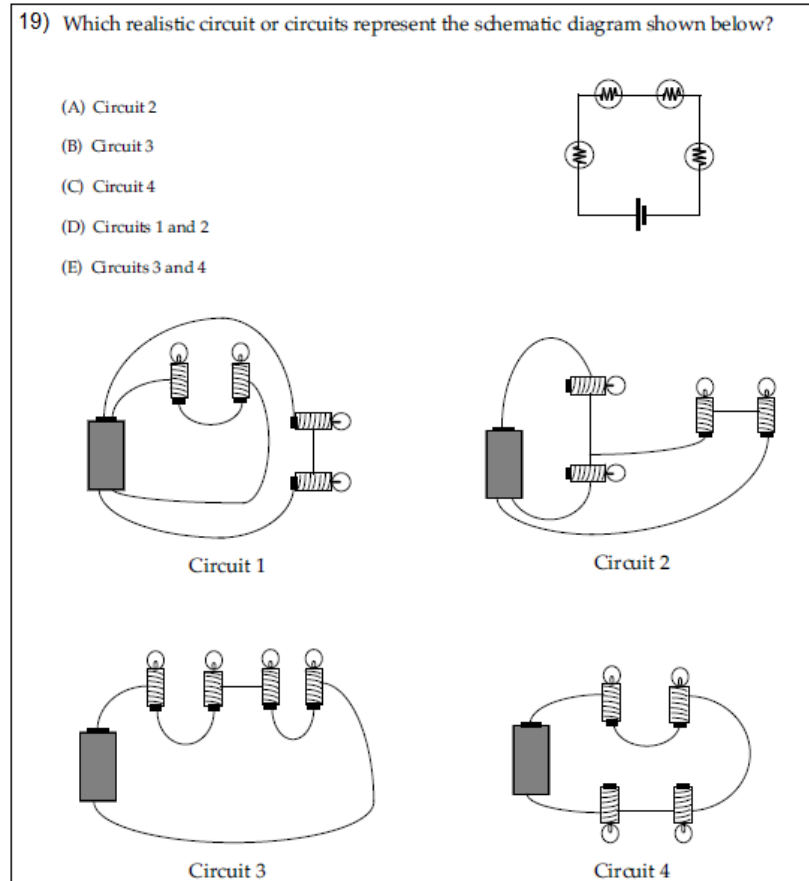 19) Which realistic circuit or circuits represent the schematic diagram shown below?
(A) Circuit 2
(B) Circuit 3
(C) Circuit 4
(D) Circuits 1 and 2
(E) Circuits 3 and 4
Circuit 1
Circuit 2
Circuit 3
Circuit 4